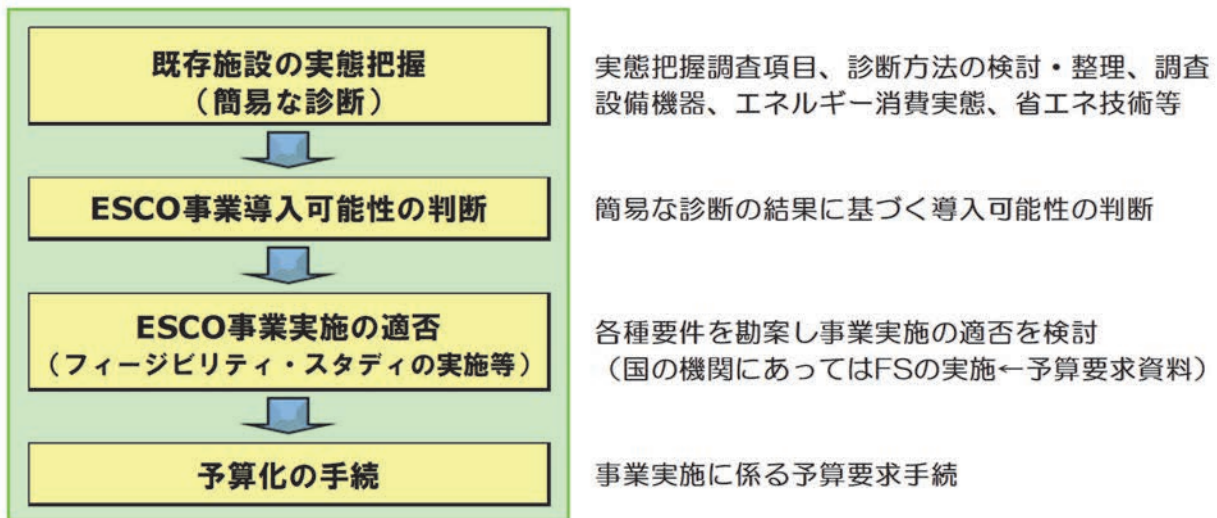 既存施設の実態把握
（簡易な診断）
実態把握調査項目、診断方法の検討・整理、調査
設備機器、エネルギー消費実態、省エネ技術等
ESCO事業導入可能性の判断
簡易な診断の結果に基づく導入可能性の判断
ESCO事業実施の適否
（フィージビリティ・スタディの実施等）
各種要件を勘案し事業実施の適否を検討
（国の機関にあってはFSの実施←予算要求資料）
予算化の手続
事業実施に係る予算要求手続